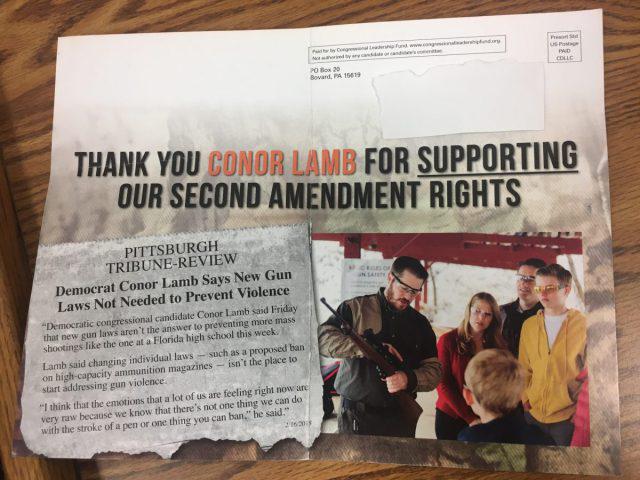 Paid for by Congressional Leadership Fund. www.congressionalleadershipfund.org.
Not authorized by any candidate or candidate's committee.
PO Box 20
Bovard, PA 15619
Presort Std
US Postage
PAID
CDLLC
THANK YOU CONOR LAMB FOR SUPPORTING
OUR SECOND AMENDMENT RIGHTS
PITTSBURGH
TRIBUNE-REVIEW
Democrat Conor Lamb Says New Gun
Laws Not Needed to Prevent Violence
"Democratic congressional candidate Conor Lamb said Friday
that new gun laws aren't the answer to preventing more mass
shootings like the one at a Florida high school this week.
Lamb said changing individual laws — such as a proposed ban
on high-capacity ammunition magazines — isn't the place to
start addressing gun violence.
"I think that the emotions that a lot of us are feeling right now are
very raw because we know that there's not one thing we can do
with the stroke of a pen or one thing you can ban," he said."
2/16/2018
RULES OF
GUN SAFETY